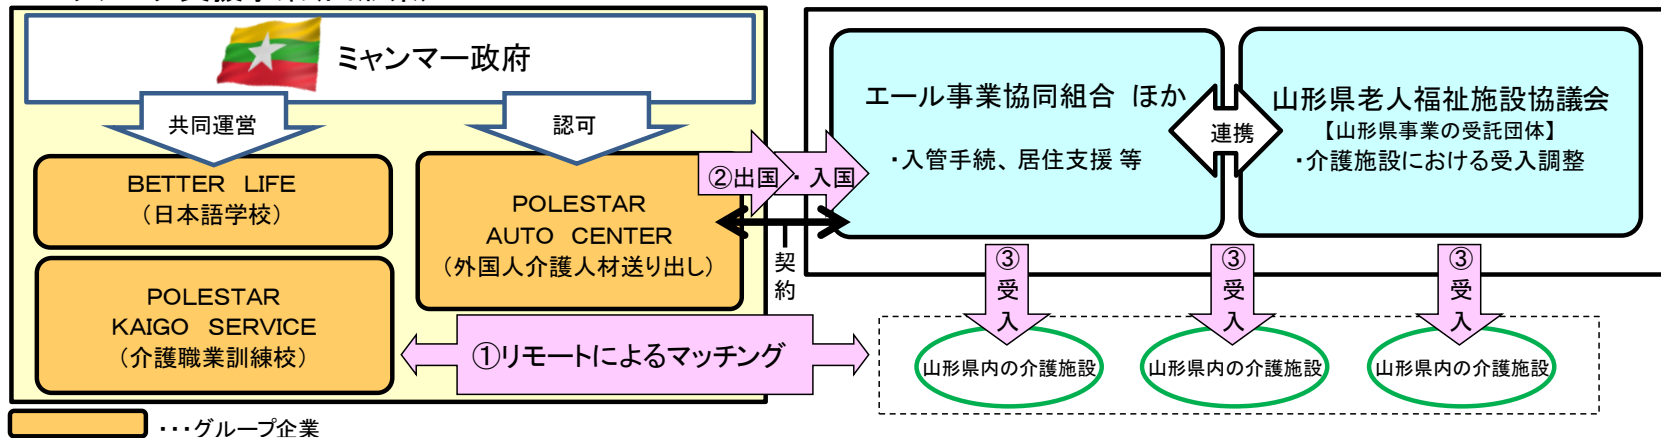 ミャンマー政府
共同運営
認可
BETTER LIFE
（日本語学校）
POLESTAR
KAIGO SERVICE
（介護職業訓練校）
POLESTAR
AUTO CENTER
（外国人介護人材送り出し）
②出国・入国
契約
エール事業協同組合 ほか
・入管手続、居住支援 等
連携
山形県老人福祉施設協議会
【山形県事業の受託団体】
・介護施設における受入調整
③受入
③受入
③受入
①リモートによるマッチング
山形県内の介護施設
山形県内の介護施設
山形県内の介護施設
・・・グループ企業